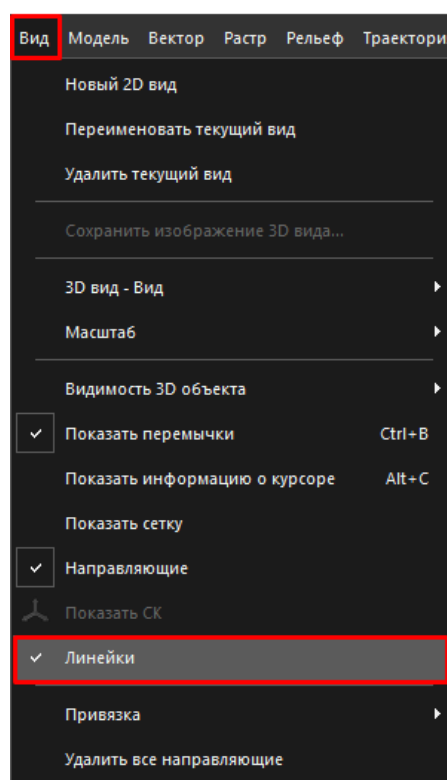 Вид Модель Вектор Растр Рельеф Траектори
Новый 2D вид
Переименовать текущий вид
Удалить текущий вид
Сохранить изображение 3D вида...
3D вид - Вид
Масштаб
Видимость 3D объекта
Показать перемычки Ctrl+B
Показать информацию о курсоре Alt+C
Показать сетку
Направляющие
Показать СК
Линейки
Привязка
Удалить все направляющие